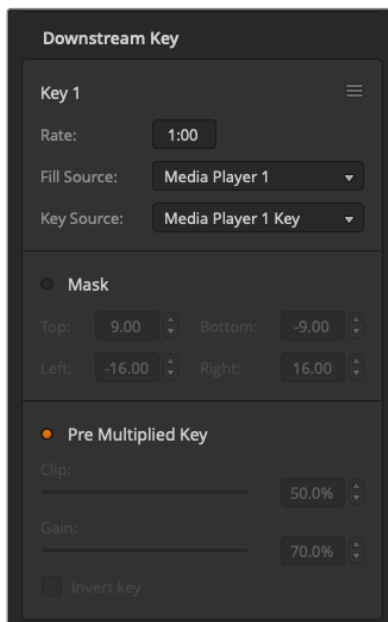 Downstream Key
Key 1
Rate: 1:00
Fill Source: Media Player 1
Key Source: Media Player 1 Key
Mask
Top: 9.00 Bottom: -9.00
Left: -16.00 Right: 16.00
Pre Multiplied Key
Clip:
50.0%
Gain:
70.0%
Invert key